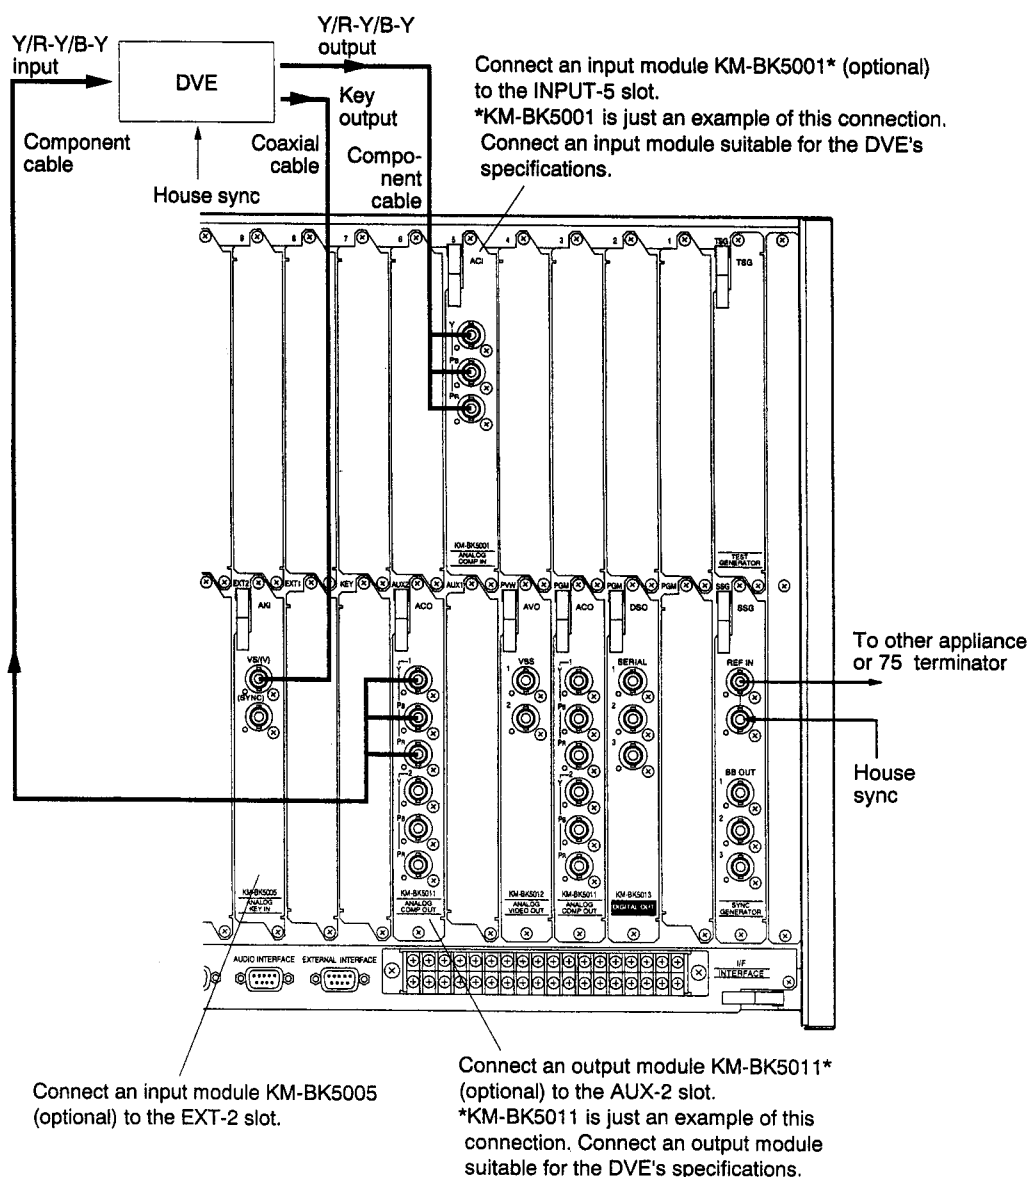 Y/R-Y/B-Y
input
DVE
Y/R-Y/B-Y
output
Key
output
Component
cable
Coaxial
cable
Compo-
nent
cable
House sync
Connect an input module KM-BK5001* (optional)
to the INPUT-5 slot.
*KM-BK5001 is just an example of this connection.
Connect an input module suitable for the DVE's
specifications.
9 8 7 6 5 4 3 2 1 TSG
ACI
TSG
Y
PB
PR
KM-BK5001
ANALOG
COMP IN
TEST
GENERATOR
EXT2 EXT1 KEY AUX2 AUX1 PVW PGM PGM PGM SSG
AKI
ACO
AVO
ACO
DSO
SSG
VS/(V)
(SYNC)
1
Y
PB
PR
2
Y
PB
PR
VSS
1
2
1
Y
PB
PR
2
Y
PB
PR
SERIAL
1
2
3
REF IN
BB OUT
1
2
3
To other appliance
or 75 terminator
House
sync
KM-BK5005
ANALOG
KEY IN
KM-BK5011
ANALOG
COMP OUT
KM-BK5012
ANALOG
VIDEO OUT
KM-BK5011
ANALOG
COMP OUT
KM-BK5013
DIGITAL OUT
SYNC
GENERATOR
AUDIO INTERFACE
EXTERNAL INTERFACE
I/F
INTERFACE
Connect an input module KM-BK5005
(optional) to the EXT-2 slot.
Connect an output module KM-BK5011*
(optional) to the AUX-2 slot.
*KM-BK5011 is just an example of this
connection. Connect an output module
suitable for the DVE's specifications.